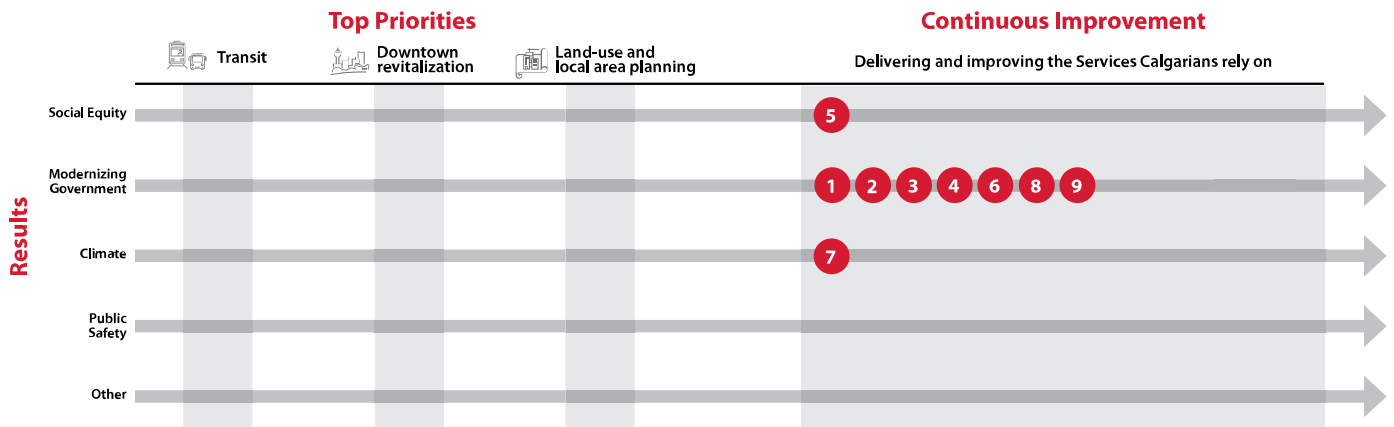 Top Priorities
Continuous Improvement
Transit
Downtown
revitalization
Land-use and
local area planning
Delivering and improving the Services Calgarians rely on
Results
Social Equity
5
Modernizing
Government
1 2 3 4 6 8 9
Climate
7
Public
Safety
Other